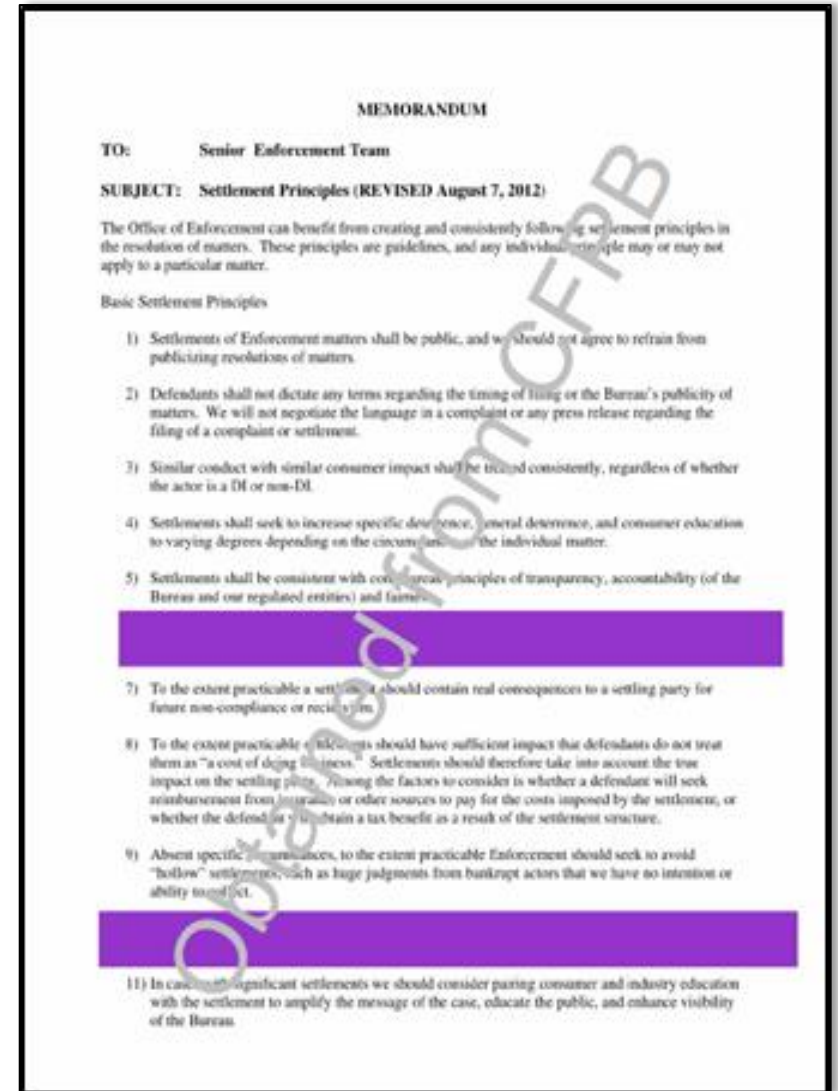 MEMORANDUM
TO: Senior Enforcement Team
SUBJECT: Settlement Principles (REVISED August 7, 2012)
The Office of Enforcement can benefit from creating and consistently following settlement principles in
the resolution of matters. These principles are guidelines, and any individual principle may or may not
apply to a particular matter.
Basic Settlement Principles
1) Settlements of Enforcement matters shall be public, and we should not agree to refrain from
publicizing resolutions of matters.
2) Defendants shall not dictate any terms regarding the timing of filing or the Bureau's publicity of
matters. We will not negotiate the language in a complaint or any press release regarding the
filing of a complaint or settlement.
3) Similar conduct with similar consumer impact shall be treated consistently, regardless of whether
the actor is a DI or non-DI.
4) Settlements shall seek to increase specific deterrence, general deterrence, and consumer education
to varying degrees depending on the the individual matter.
5) Settlements shall be consistent with principles of transparency, accountability (of the
Bureau and our regulated entities) and
7) To the extent practicable a settlement should contain real consequences to a settling party for
future non-compliance or recidivism.
8) To the extent practicable settlements should have sufficient impact that defendants do not treat
them as "a cost of doing business." Settlements should therefore take into account the true
impact on the settling party. Among the factors to consider is whether a defendant will seek
reimbursement from insurance or other sources to pay for the costs imposed by the settlement, or
whether the defendant will obtain a tax benefit as a result of the settlement structure.
9) Absent specific circumstances, to the extent practicable Enforcement should seek to avoid
"hollow" settlements, such as huge judgments from bankrupt actors that we have no intention or
ability to collect.
11) In significant settlements we should consider pairing consumer and industry education
with the settlement to amplify the message of the case, educate the public, and enhance visibility
of the Bureau.
Obtained from CFPB